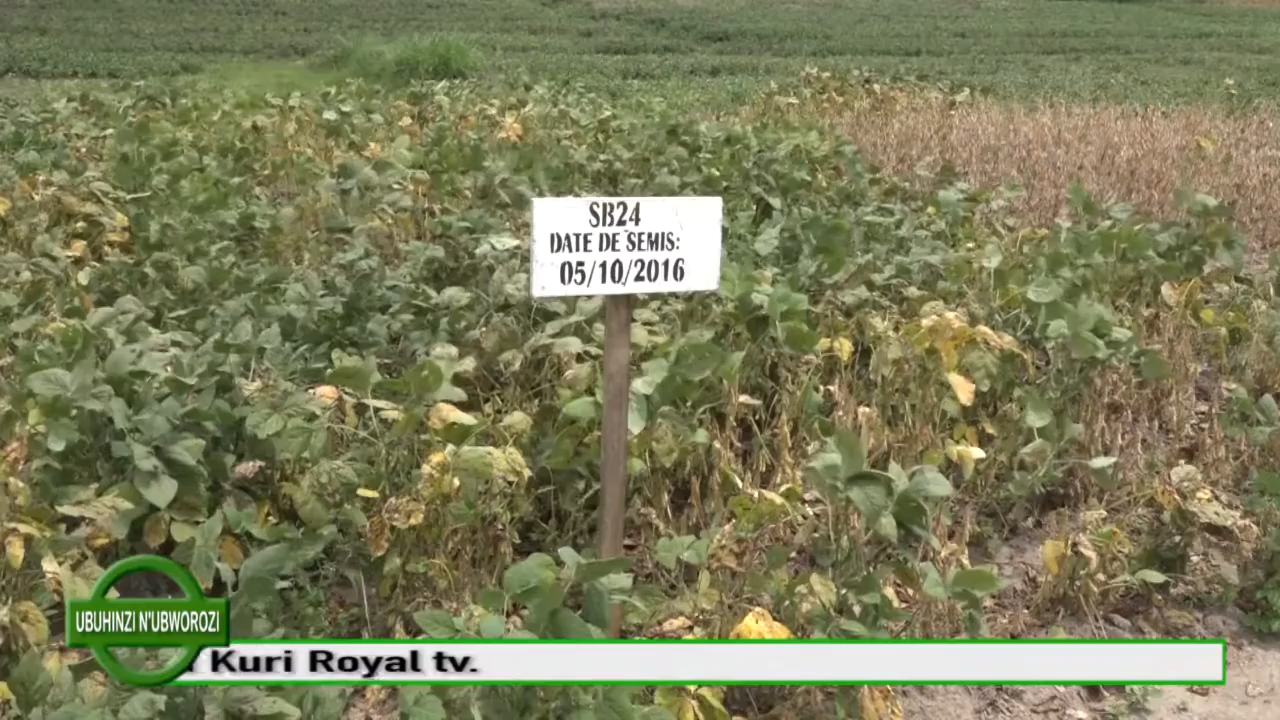 SB24
DATE DE SEMIS:
05/10/2016
UBUHINZI N'UBWOROZI
Kuri Royal tv.